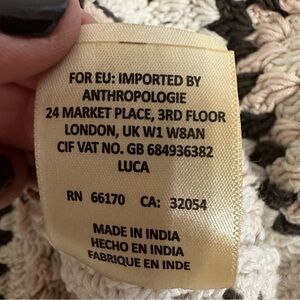 FOR EU: IMPORTED BY
ANTHROPOLOGIE
24 MARKET PLACE, 3RD FLOOR
LONDON, UK W1 W8AN
CIF VAT NO. GB 684936382
LUCA
RN 66170 CA: 32054
MADE IN INDIA
HECHO EN INDIA
FABRIQUE EN INDE